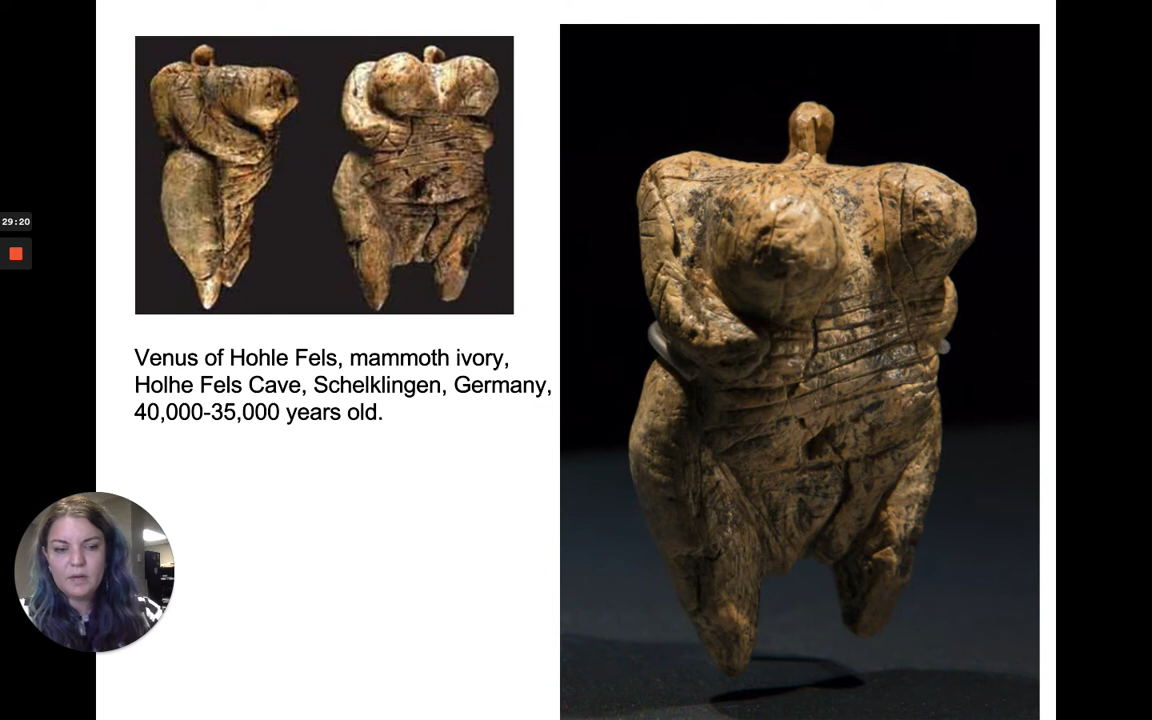 29:20
Venus of Hohle Fels, mammoth ivory,
Holhe Fels Cave, Schelklingen, Germany,
40,000-35,000 years old.